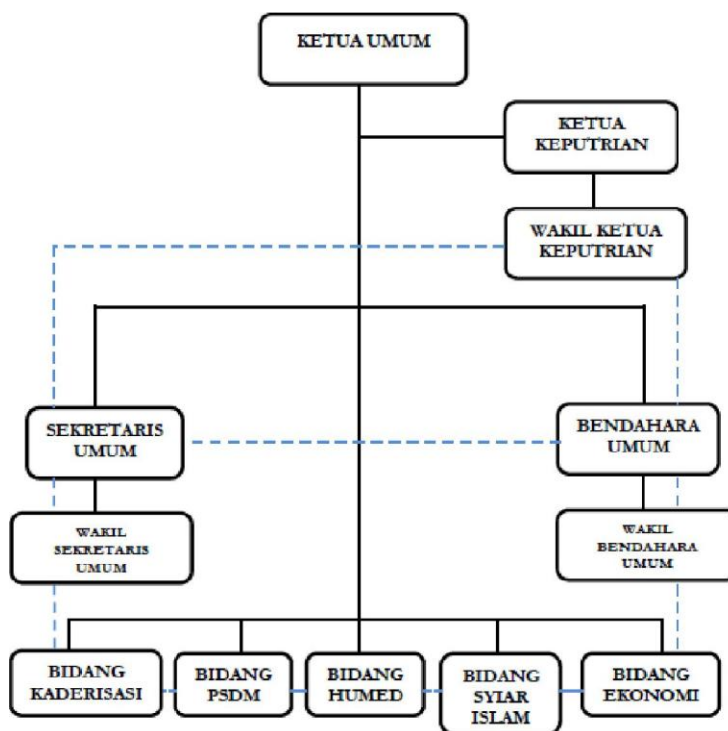 KETUA UMUM
KETUA
KEPUTRIAN
WAKIL KETUA
KEPUTRIAN
SEKRETARIS
UMUM
BENDAHARA
UMUM
WAKIL
SEKRETARIS
UMUM
WAKIL
BENDAHARA
UMUM
BIDANG
KADERISASI
BIDANG
PSDM
BIDANG
HUMED
BIDANG
SYIAR
ISLAM
BIDANG
EKONOMI